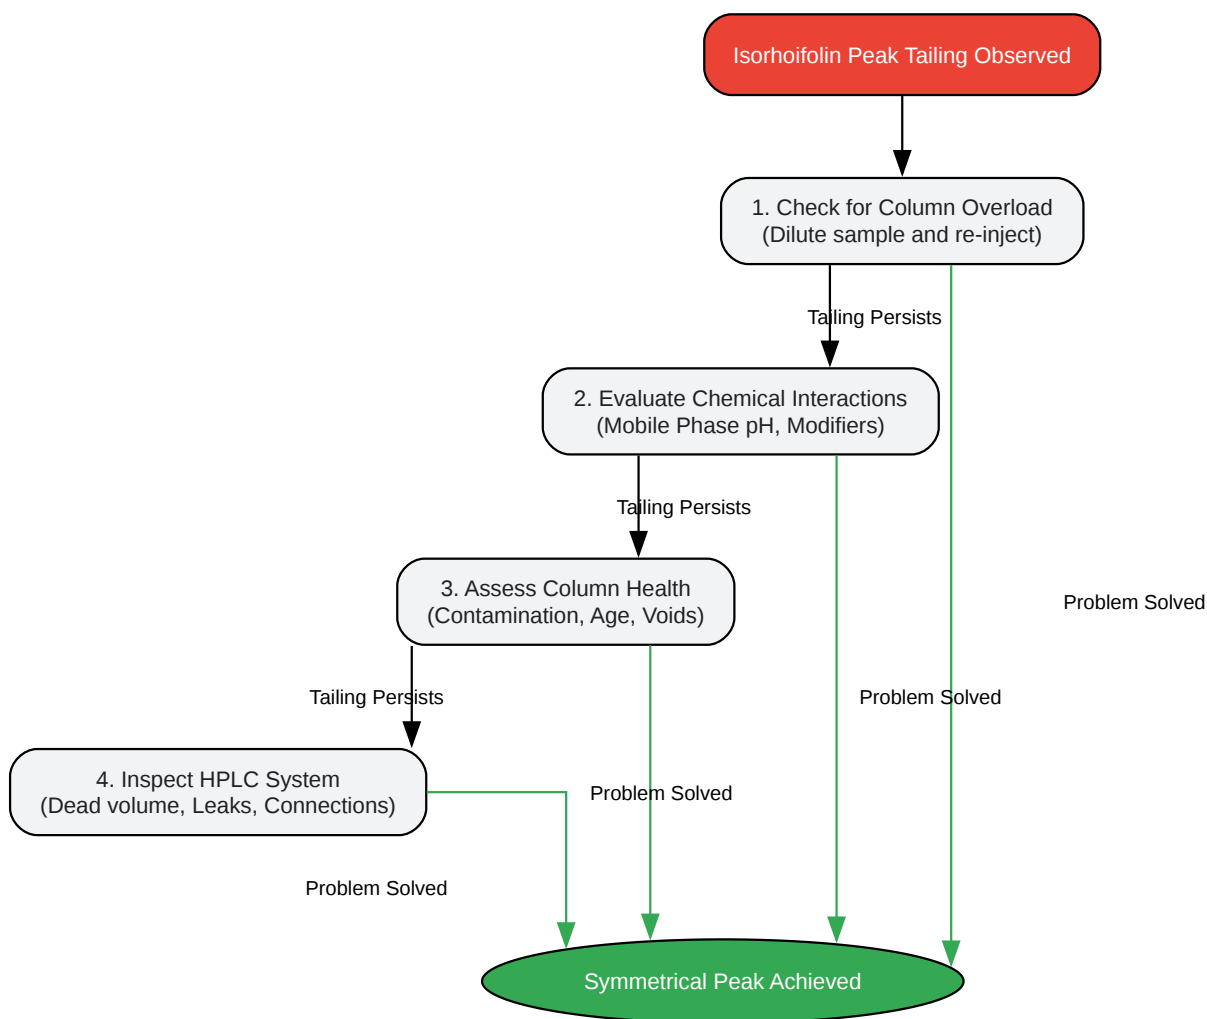 Isorhoifolin Peak Tailing Observed
1. Check for Column Overload
(Dilute sample and re-inject)
Tailing Persists
2. Evaluate Chemical Interactions
(Mobile Phase pH, Modifiers)
Tailing Persists
3. Assess Column Health
(Contamination, Age, Voids)
Problem Solved
Tailing Persists
Problem Solved
4. Inspect HPLC System
(Dead volume, Leaks, Connections)
Problem Solved
Problem Solved
Symmetrical Peak Achieved